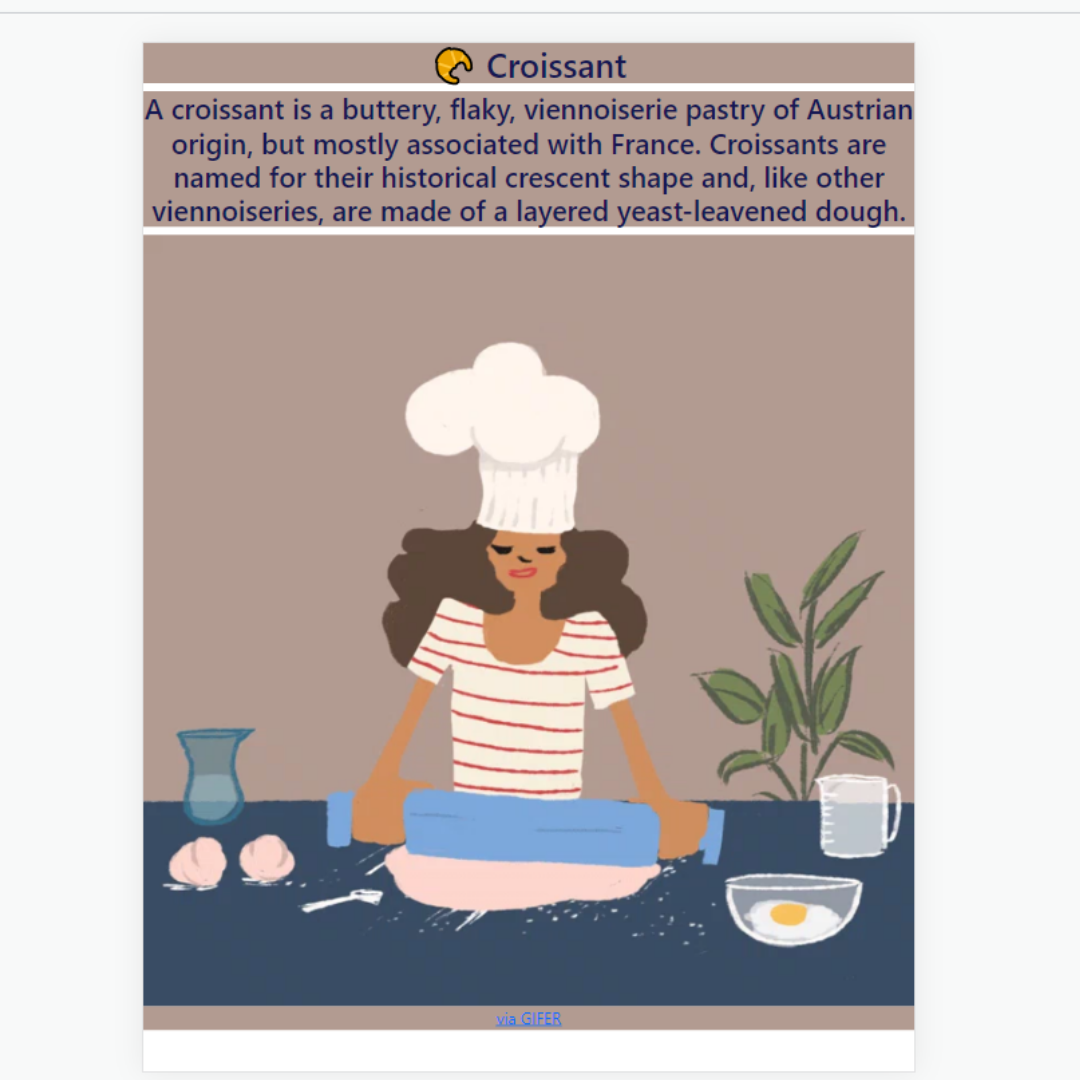 Croissant
A croissant is a buttery, flaky, viennoiserie pastry of Austrian
origin, but mostly associated with France. Croissants are
named for their historical crescent shape and, like other
viennoiseries, are made of a layered yeast-leavened dough.
via GIFER